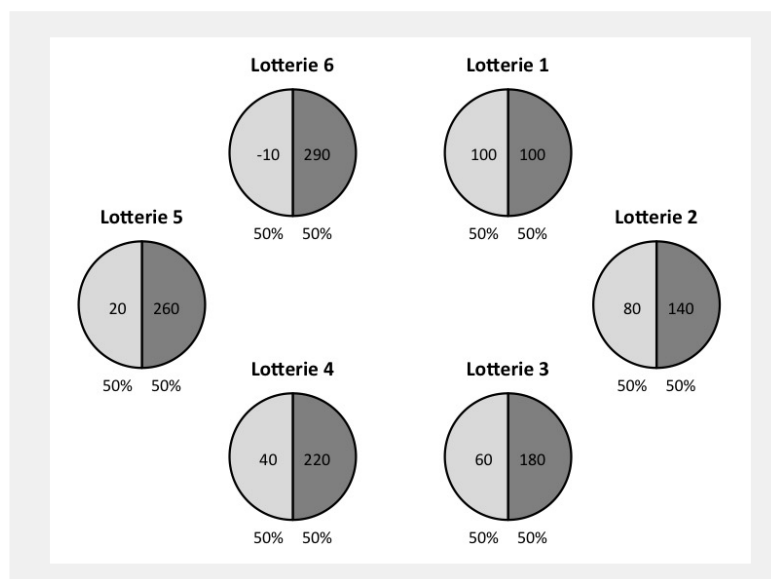 Lotterie 6
-10 290
50% 50%
Lotterie 1
100 100
50% 50%
Lotterie 5
20 260
50% 50%
Lotterie 2
80 140
50% 50%
Lotterie 4
40 220
50% 50%
Lotterie 3
60 180
50% 50%